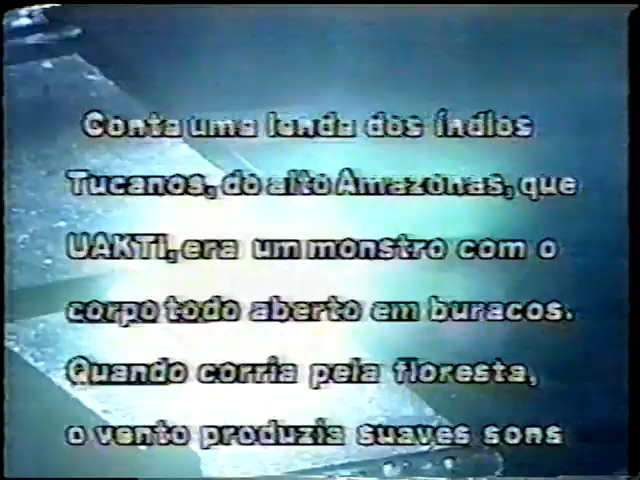 Conta uma lenda dos índios
Tucanos, do alto Amazonas, que
UAKTI, era um monstro com o
corpo todo aberto em buracos.
Quando corria pela floresta,
o vento produzia suaves sons